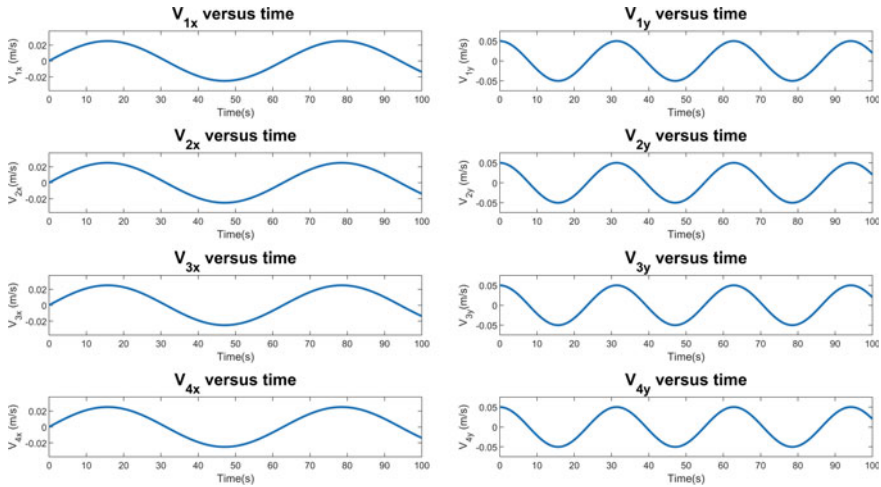 V1x versus time
V1x(m/s)
0.02
0
-0.02
0 10 20 30 40 50 60 70 80 90 100
Time(s)
V1y versus time
V1y (m/s)
0.05
0
-0.05
0 10 20 30 40 50 60 70 80 90 100
Time(s)
V2x versus time
V2x(m/s)
0.02
0
-0.02
0 10 20 30 40 50 60 70 80 90 100
Time(s)
V2y versus time
V2y (m/s)
0.05
0
-0.05
0 10 20 30 40 50 60 70 80 90 100
Time(s)
V3x versus time
V3x (m/s)
0.02
0
-0.02
0 10 20 30 40 50 60 70 80 90 100
Time(s)
V3y versus time
V3y (m/s)
0.05
0
-0.05
0 10 20 30 40 50 60 70 80 90 100
Time(s)
V4x versus time
V4x (m/s)
0.02
0
-0.02
0 10 20 30 40 50 60 70 80 90 100
Time(s)
V4y versus time
V4y (m/s)
0.05
0
-0.05
0 10 20 30 40 50 60 70 80 90 100
Time(s)